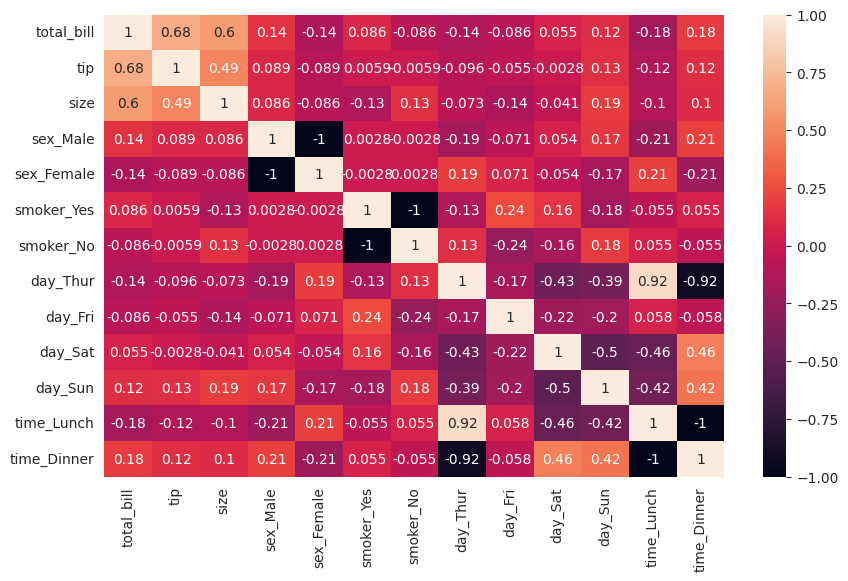 total_bill 1 0.68 0.6 0.14 -0.14 0.086 -0.086 -0.14 -0.086 0.055 0.12 -0.18 0.18
tip 0.68 1 0.49 0.089 -0.089 0.0059 -0.0059 -0.096 -0.055 -0.0028 0.13 -0.12 0.12
size 0.6 0.49 1 0.086 -0.086 -0.13 0.13 -0.073 -0.14 -0.041 0.19 -0.1 0.1
sex_Male 0.14 0.089 0.086 1 -1 0.0028 -0.0028 -0.19 -0.071 0.054 0.17 -0.21 0.21
sex_Female -0.14 -0.089 -0.086 -1 1 -0.0028 0.0028 0.19 0.071 -0.054 -0.17 0.21 -0.21
smoker_Yes 0.086 0.0059 -0.13 0.0028 -0.0028 1 -1 -0.13 0.24 0.16 -0.18 -0.055 0.055
smoker_No -0.086 -0.0059 0.13 -0.0028 0.0028 -1 1 0.13 -0.24 -0.16 0.18 0.055 -0.055
day_Thur -0.14 -0.096 -0.073 -0.19 0.19 -0.13 0.13 1 -0.17 -0.43 -0.39 0.92 -0.92
day_Fri -0.086 -0.055 -0.14 -0.071 0.071 0.24 -0.24 -0.17 1 -0.22 -0.2 0.058 -0.058
day_Sat 0.055 -0.0028 -0.041 0.054 -0.054 0.16 -0.16 -0.43 -0.22 1 -0.5 -0.46 0.46
day_Sun 0.12 0.13 0.19 0.17 -0.17 -0.18 0.18 -0.39 -0.2 -0.5 1 -0.42 0.42
time_Lunch -0.18 -0.12 -0.1 -0.21 0.21 -0.055 0.055 0.92 0.058 -0.46 -0.42 1 -1
time_Dinner 0.18 0.12 0.1 0.21 -0.21 0.055 -0.055 -0.92 -0.058 0.46 0.42 -1 1
total_bill tip size sex_Male sex_Female smoker_Yes smoker_No day_Thur day_Fri day_Sat day_Sun time_Lunch time_Dinner
1.00
0.75
0.50
0.25
0.00
−0.25
−0.50
−0.75
−1.00